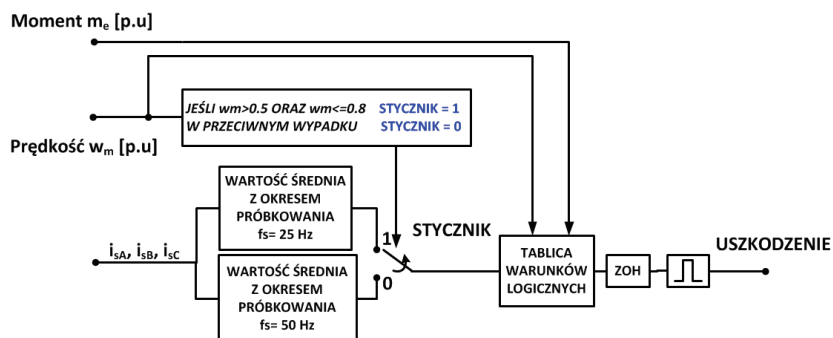 Moment mₑ [p.u]
JEŚLI wm>0.5 ORAZ wm<=0.8 STYCZNIK = 1
W PRZECIWNYM WYPADKU STYCZNIK = 0
Prędkość wₘ [p.u]
WARTOŚĆ ŚREDNIA
Z OKRESEM
PRÓBKOWANIA
fs= 25 Hz
1
STYCZNIK
isA, isB, isC
0
WARTOŚĆ ŚREDNIA
Z OKRESEM
PRÓBKOWANIA
fs= 50 Hz
TABLICA
WARUNKÓW
LOGICZNYCH
ZOH
USZKODZENIE